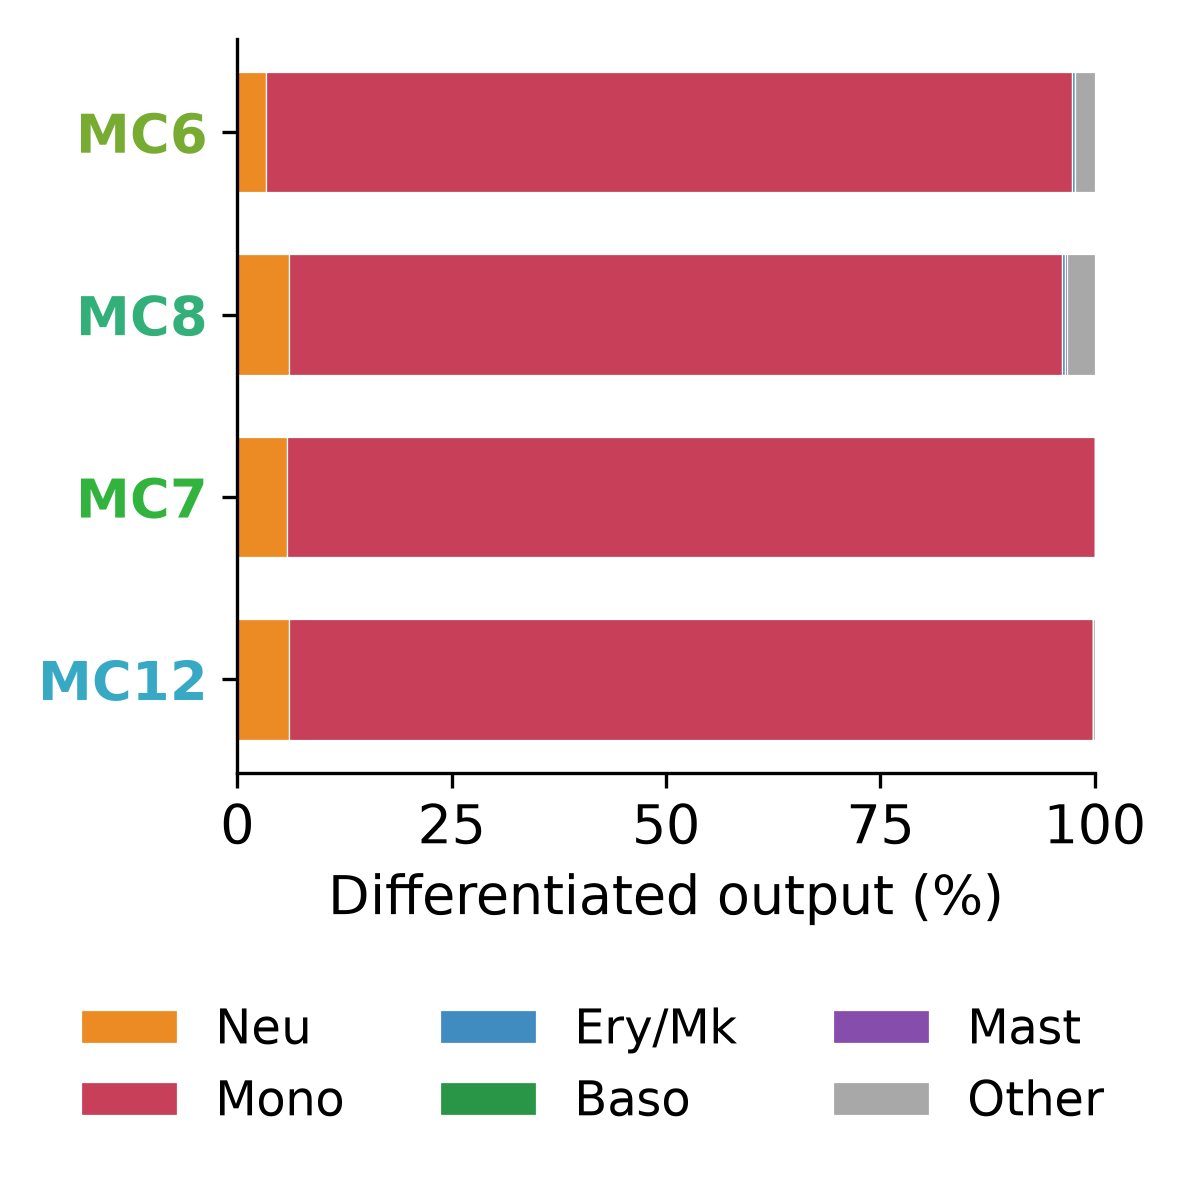 MC6
MC8
MC7
MC12
0 25 50 75 100
Differentiated output (%)
Neu Ery/Mk Mast
Mono Baso Other